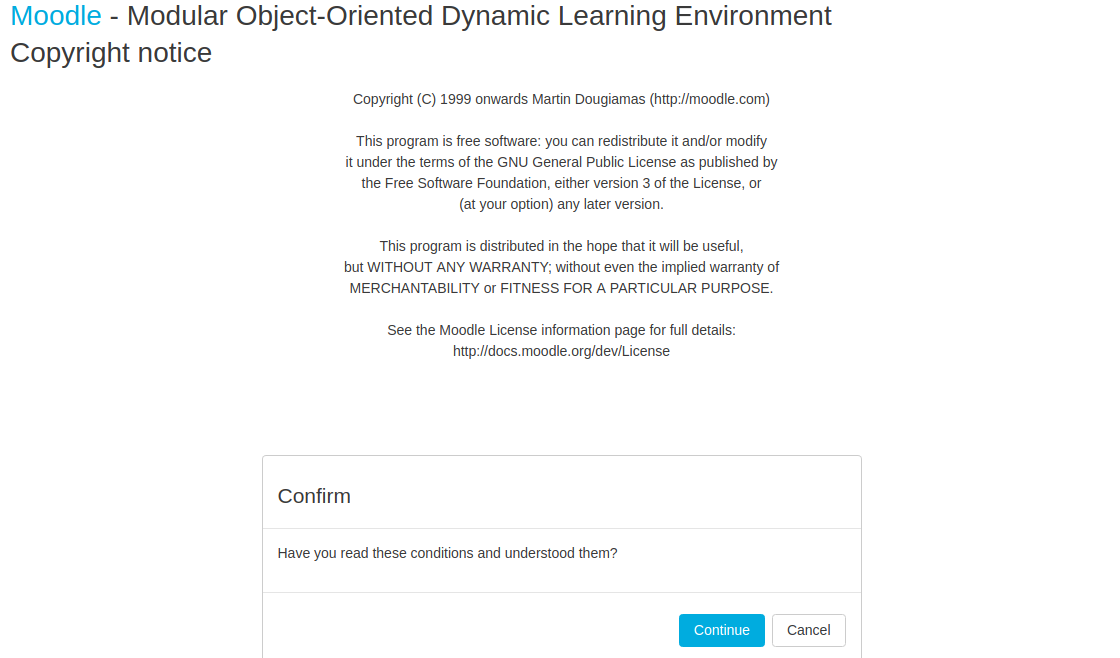 Moodle - Modular Object-Oriented Dynamic Learning Environment
Copyright notice
Copyright (C) 1999 onwards Martin Dougiamas (http://moodle.com)
This program is free software: you can redistribute it and/or modify
it under the terms of the GNU General Public License as published by
the Free Software Foundation, either version 3 of the License, or
(at your option) any later version.
This program is distributed in the hope that it will be useful,
but WITHOUT ANY WARRANTY; without even the implied warranty of
MERCHANTABILITY or FITNESS FOR A PARTICULAR PURPOSE.
See the Moodle License information page for full details:
http://docs.moodle.org/dev/License
Confirm
Have you read these conditions and understood them?
Continue Cancel